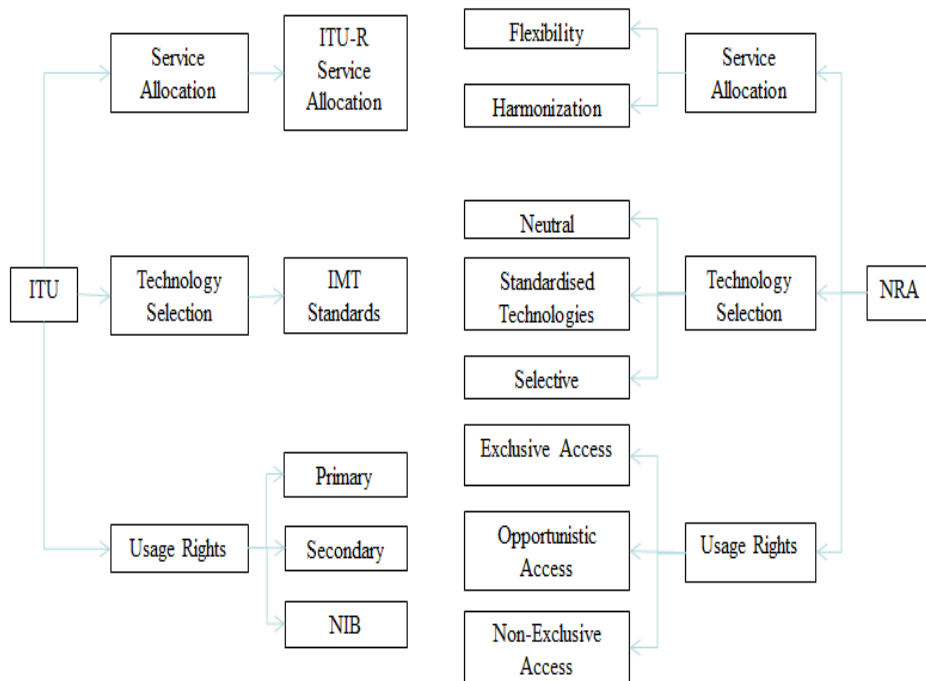 Service
Allocation
ITU-R
Service
Allocation
Flexibility
Harmonization
Service
Allocation
ITU
Technology
Selection
IMT
Standards
Neutral
Standardised
Technologies
Selective
Technology
Selection
NRA
Usage Rights
Primary
Secondary
NIB
Exclusive Access
Opportunistic
Access
Non-Exclusive
Access
Usage Rights